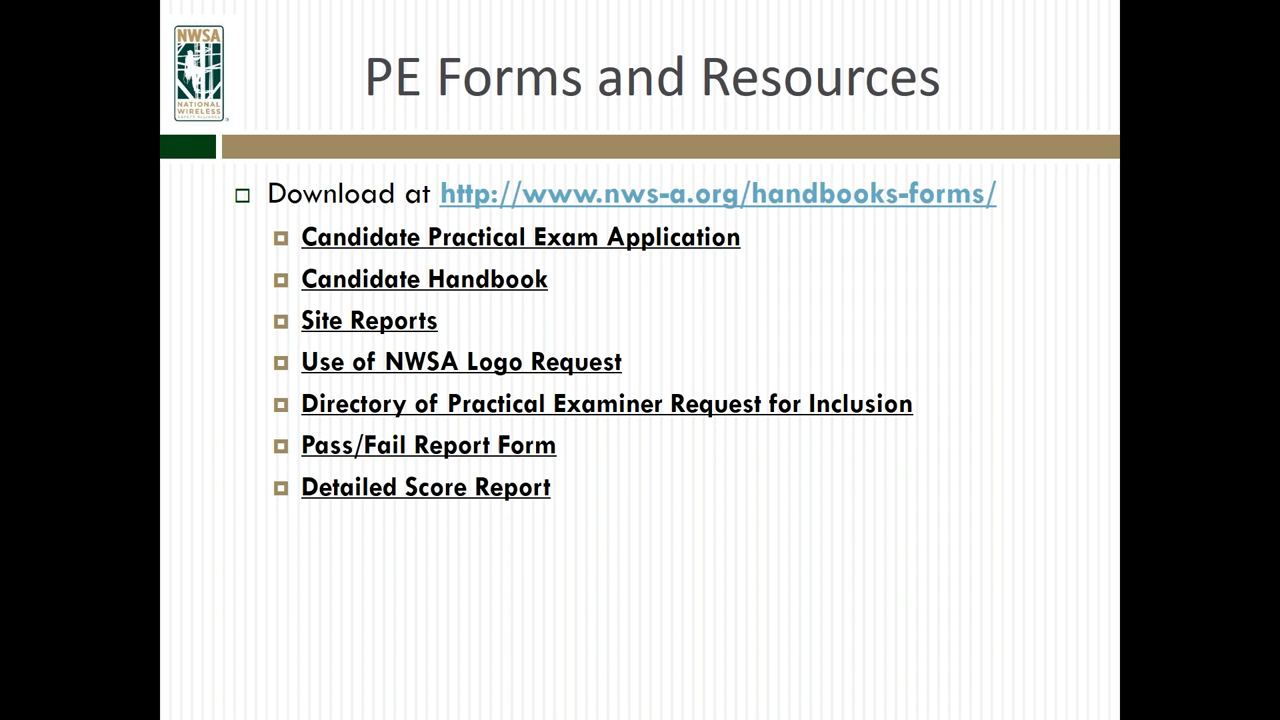 NWSA
NATIONAL
WIRELESS
SAFETY ALLIANCE
PE Forms and Resources
Download at http://www.nws-a.org/handbooks-forms/
Candidate Practical Exam Application
Candidate Handbook
Site Reports
Use of NWSA Logo Request
Directory of Practical Examiner Request for Inclusion
Pass/Fail Report Form
Detailed Score Report